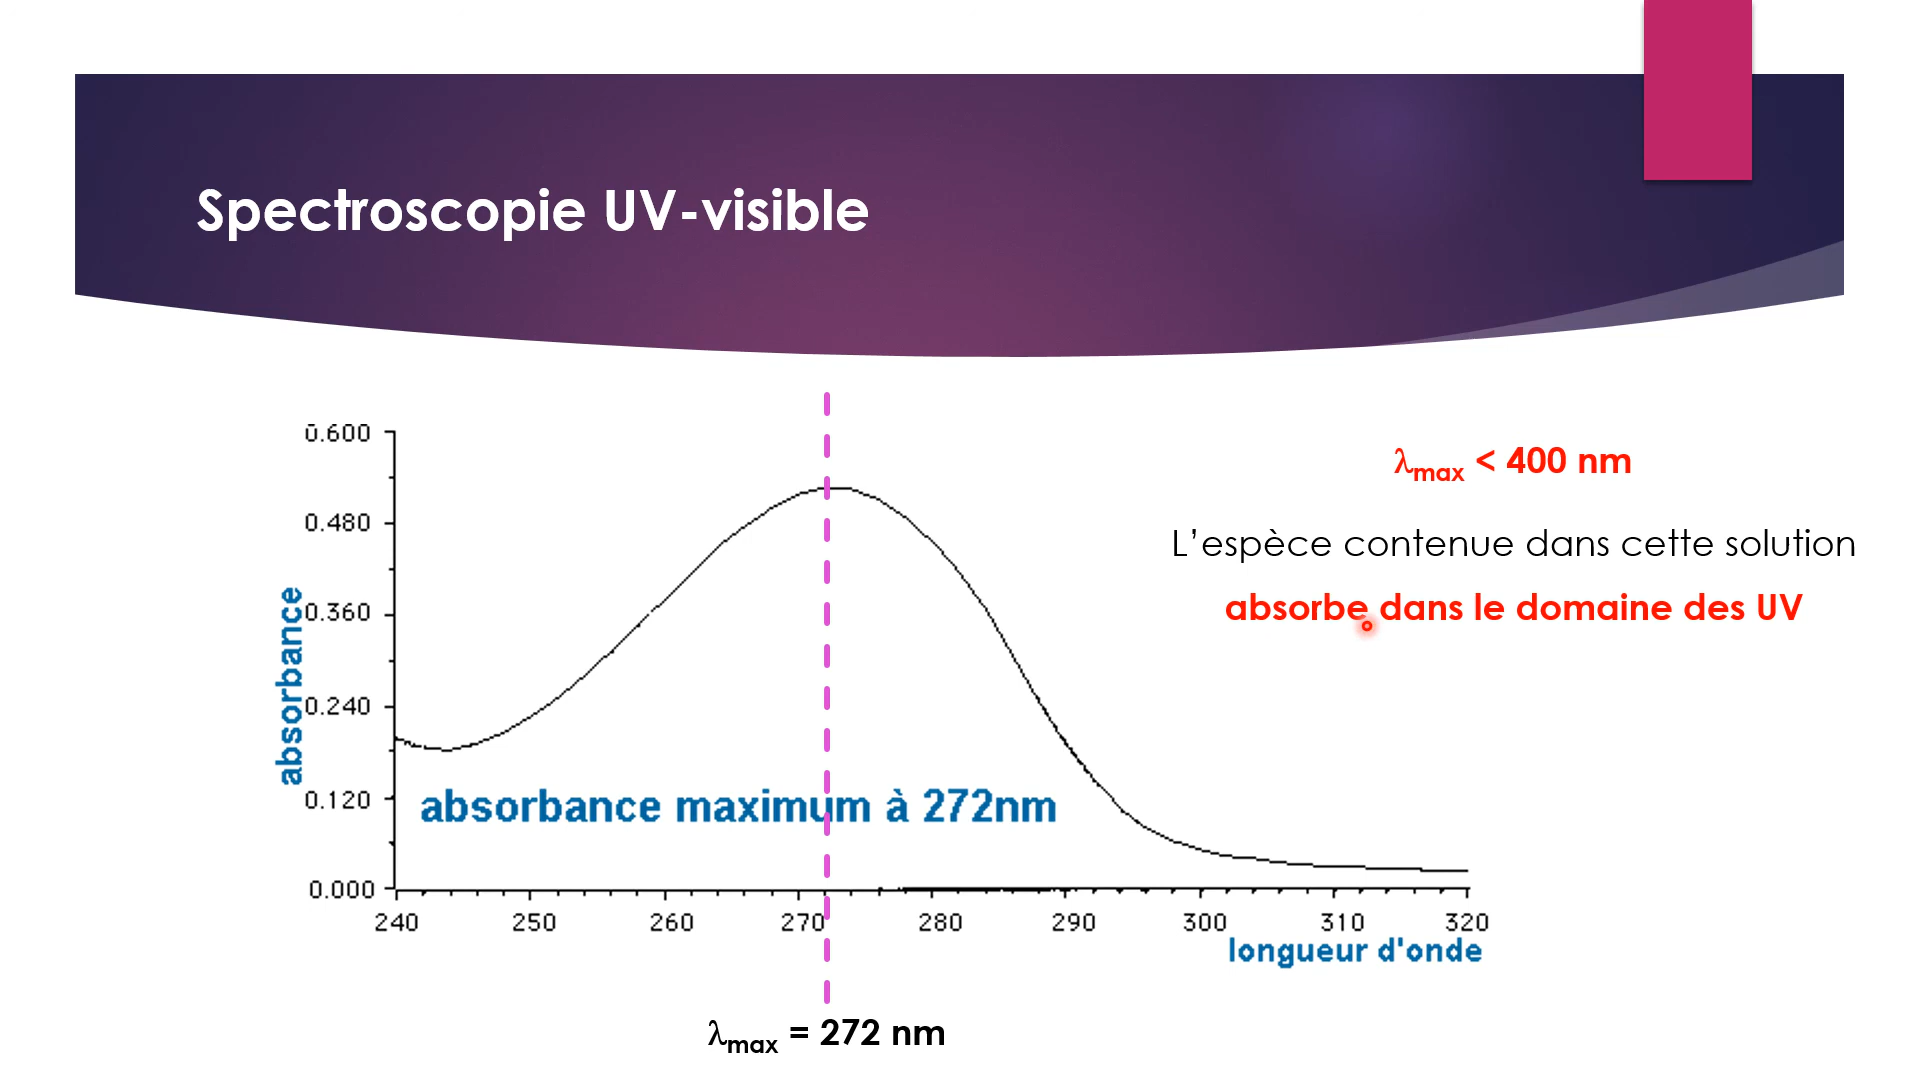 Spectroscopie UV-visible
λmax < 400 nm
L’espèce contenue dans cette solution
absorbe dans le domaine des UV
absorbance
0.600
0.480
0.360
0.240
0.120
0.000
absorbance maximum à 272nm
240 250 260 270 280 290 300 310 320
longueur d'onde
λmax = 272 nm